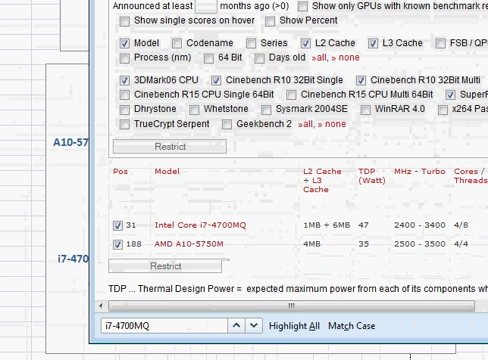 Announced at least months ago (>0) Show only GPUs with known benchmark re
Show single scores on hover Show Percent
Model Codename Series L2 Cache L3 Cache FSB / QP
Process (nm) 64 Bit Days old »all, » none
3DMark06 CPU Cinebench R10 32Bit Single Cinebench R10 32Bit Multi
Cinebench R15 CPU Single 64Bit Cinebench R15 CPU Multi 64Bit SuperP
Dhrystone Whetstone Sysmark 2004SE WinRAR 4.0 x264 Pas
TrueCrypt Serpent Geekbench 2 »all, » none
A10-57
Restrict
Pos Model L2 Cache + L3 Cache TDP (Watt) MHz - Turbo Cores / Threads
31 Intel Core i7-4700MQ 1MB + 6MB 47 2400 - 3400 4/8
188 AMD A10-5750M 4MB 35 2500 - 3500 4/4
i7-470
Restrict
TDP ... Thermal Design Power = expected maximum power from each of its components wh
i7-4700MQ Highlight All Match Case